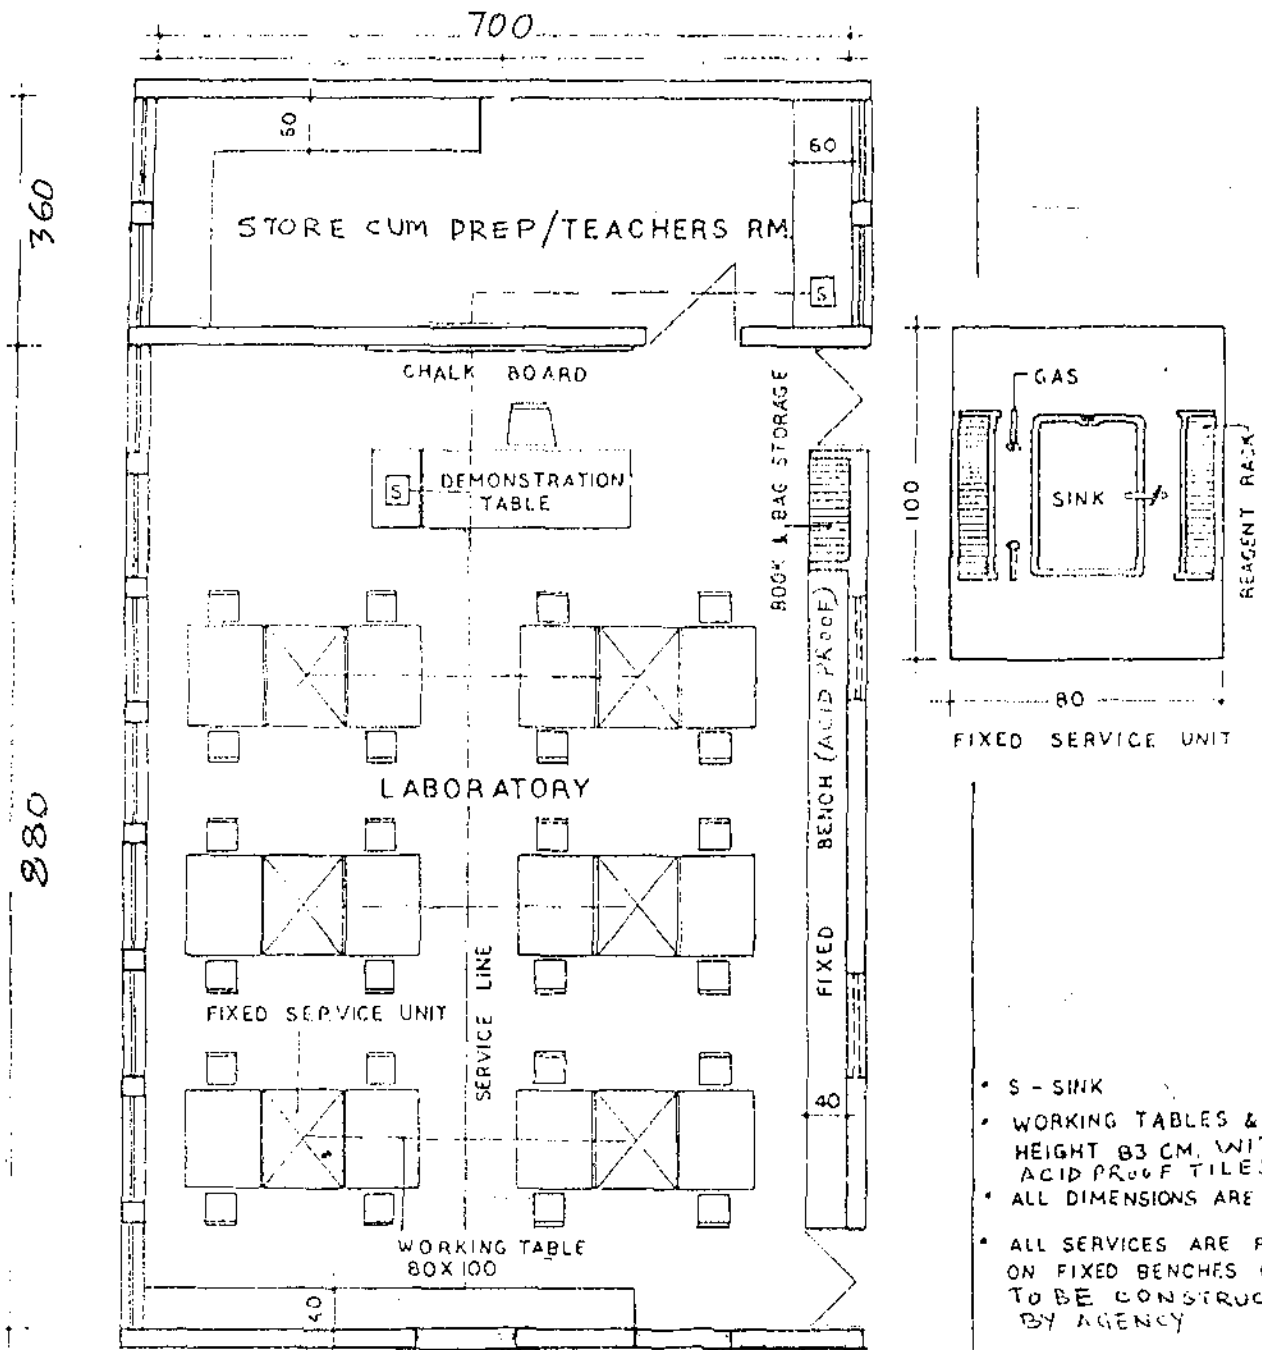 700
60
60
360
STORE CUM PREP/TEACHERS RM
S
CHALK BOARD
BOOK & BAG STORAGE
GAS
S
DEMONSTRATION
TABLE
SINK
100
REAGENT RACK
80
FIXED SERVICE UNIT
FIXED BENCH (ACID PROOF)
LABORATORY
880
FIXED SERVICE UNIT
SERVICE LINE
40
WORKING TABLE
80X100
40
• S - SINK
• WORKING TABLES &
HEIGHT 83 CM. WIT
ACID PROOF TILES
• ALL DIMENSIONS ARE
• ALL SERVICES ARE
ON FIXED BENCHES
TO BE CONSTRUC
BY AGENCY